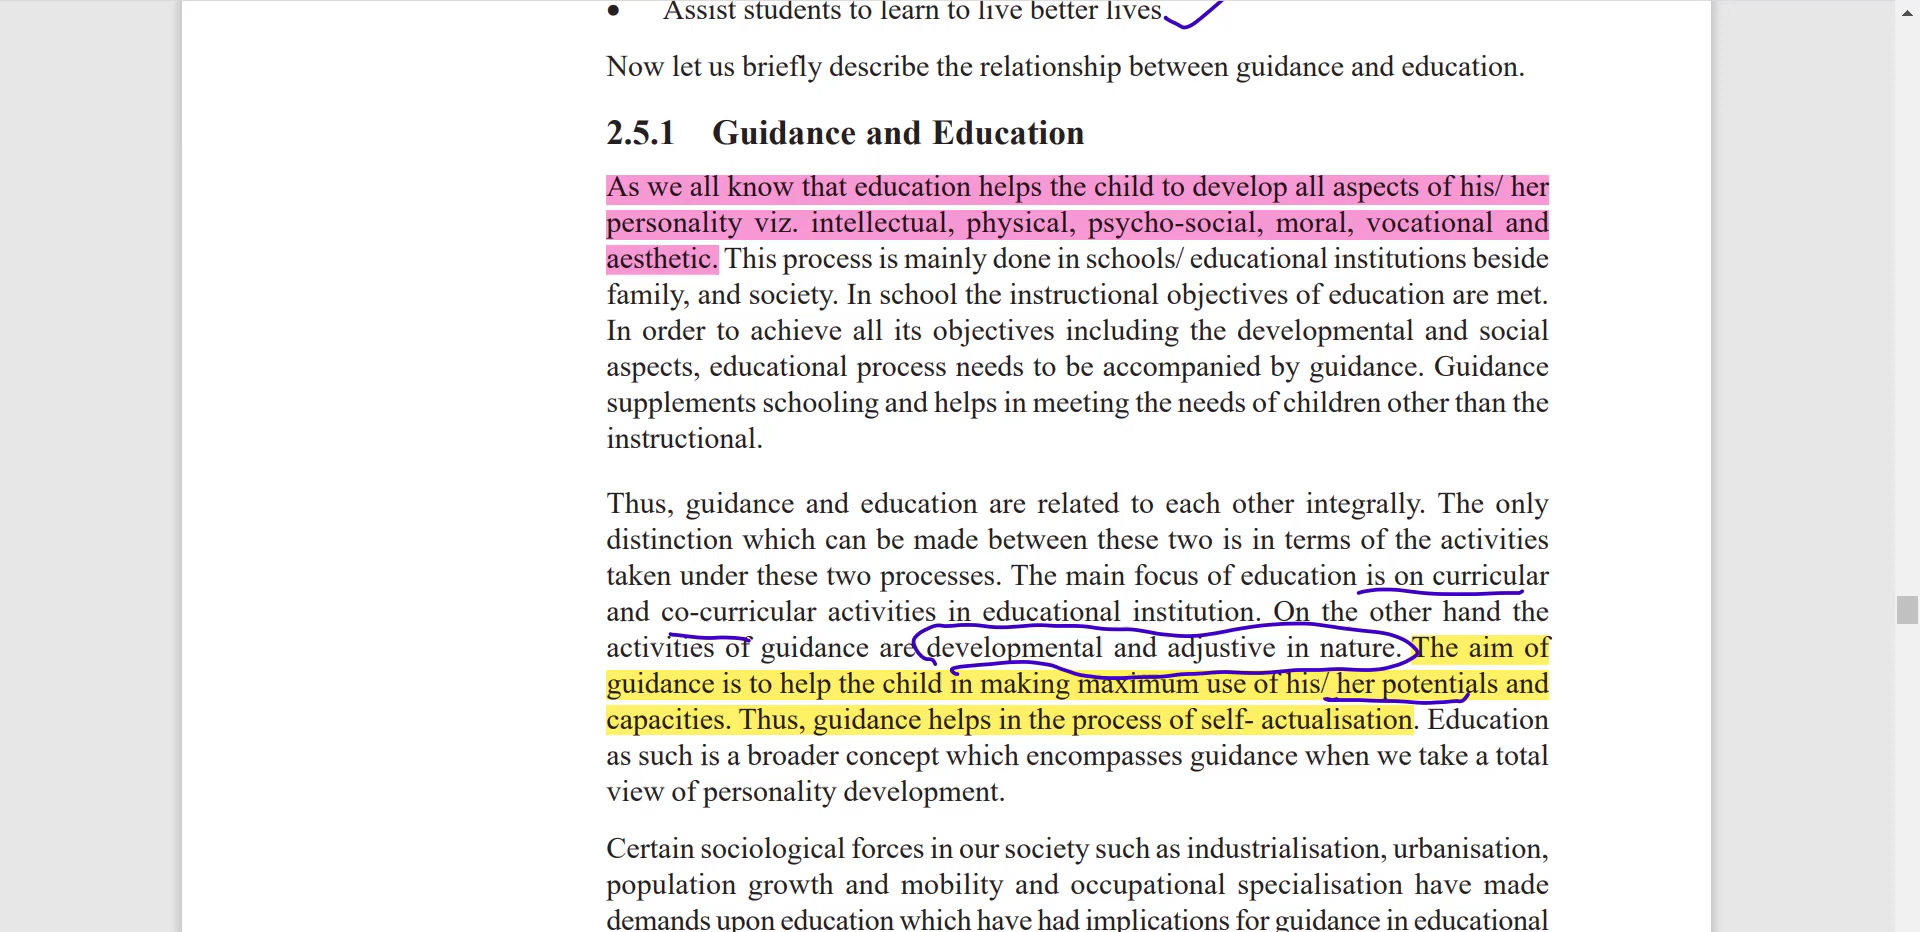 • Assist students to learn to live better lives.
Now let us briefly describe the relationship between guidance and education.
2.5.1 Guidance and Education
As we all know that education helps the child to develop all aspects of his/ her
personality viz. intellectual, physical, psycho-social, moral, vocational and
aesthetic. This process is mainly done in schools/ educational institutions beside
family, and society. In school the instructional objectives of education are met.
In order to achieve all its objectives including the developmental and social
aspects, educational process needs to be accompanied by guidance. Guidance
supplements schooling and helps in meeting the needs of children other than the
instructional.
Thus, guidance and education are related to each other integrally. The only
distinction which can be made between these two is in terms of the activities
taken under these two processes. The main focus of education is on curricular
and co-curricular activities in educational institution. On the other hand the
activities of guidance are developmental and adjustive in nature. The aim of
guidance is to help the child in making maximum use of his/ her potentials and
capacities. Thus, guidance helps in the process of self- actualisation. Education
as such is a broader concept which encompasses guidance when we take a total
view of personality development.
Certain sociological forces in our society such as industrialisation, urbanisation,
population growth and mobility and occupational specialisation have made
demands upon education which have had implications for guidance in educational